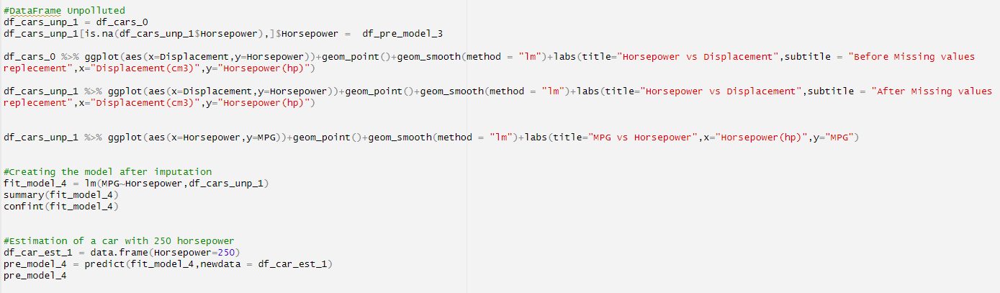 #DataFrame Unpolluted
df_cars_unp_1 = df_cars_0
df_cars_unp_1[is.na(df_cars_unp_1$Horsepower),]$Horsepower =  df_pre_model_3
df_cars_0 %>% ggplot(aes(x=Displacement,y=Horsepower))+geom_point()+geom_smooth(method = "lm")+labs(title="Horsepower vs Displacement",subtitle = "Before Missing values
replecement",x="Displacement(cm3)",y="Horsepower(hp)")
df_cars_unp_1 %>% ggplot(aes(x=Displacement,y=Horsepower))+geom_point()+geom_smooth(method = "lm")+labs(title="Horsepower vs Displacement",subtitle = "After Missing values
replecement",x="Displacement(cm3)",y="Horsepower(hp)")
df_cars_unp_1 %>% ggplot(aes(x=Horsepower,y=MPG))+geom_point()+geom_smooth(method = "lm")+labs(title="MPG vs Horsepower",x="Horsepower(hp)",y="MPG")
#Creating the model after imputation
fit_model_4 = lm(MPG~Horsepower,df_cars_unp_1)
summary(fit_model_4)
confint(fit_model_4)
#Estimation of a car with 250 horsepower
df_car_est_1 = data.frame(Horsepower=250)
pre_model_4 = predict(fit_model_4,newdata = df_car_est_1)
pre_model_4